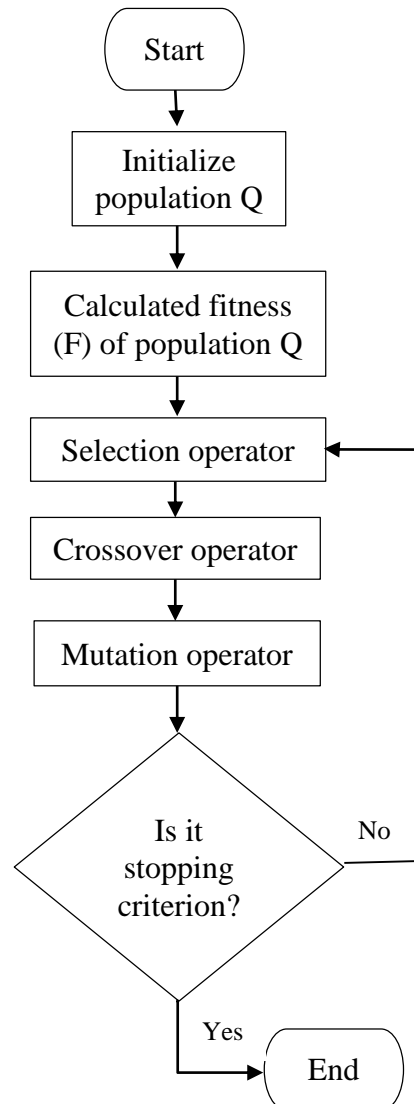 Start
Initialize
population Q
Calculated fitness
(F) of population Q
Selection operator
Crossover operator
Mutation operator
Is it
stopping
criterion?
No
Yes
End